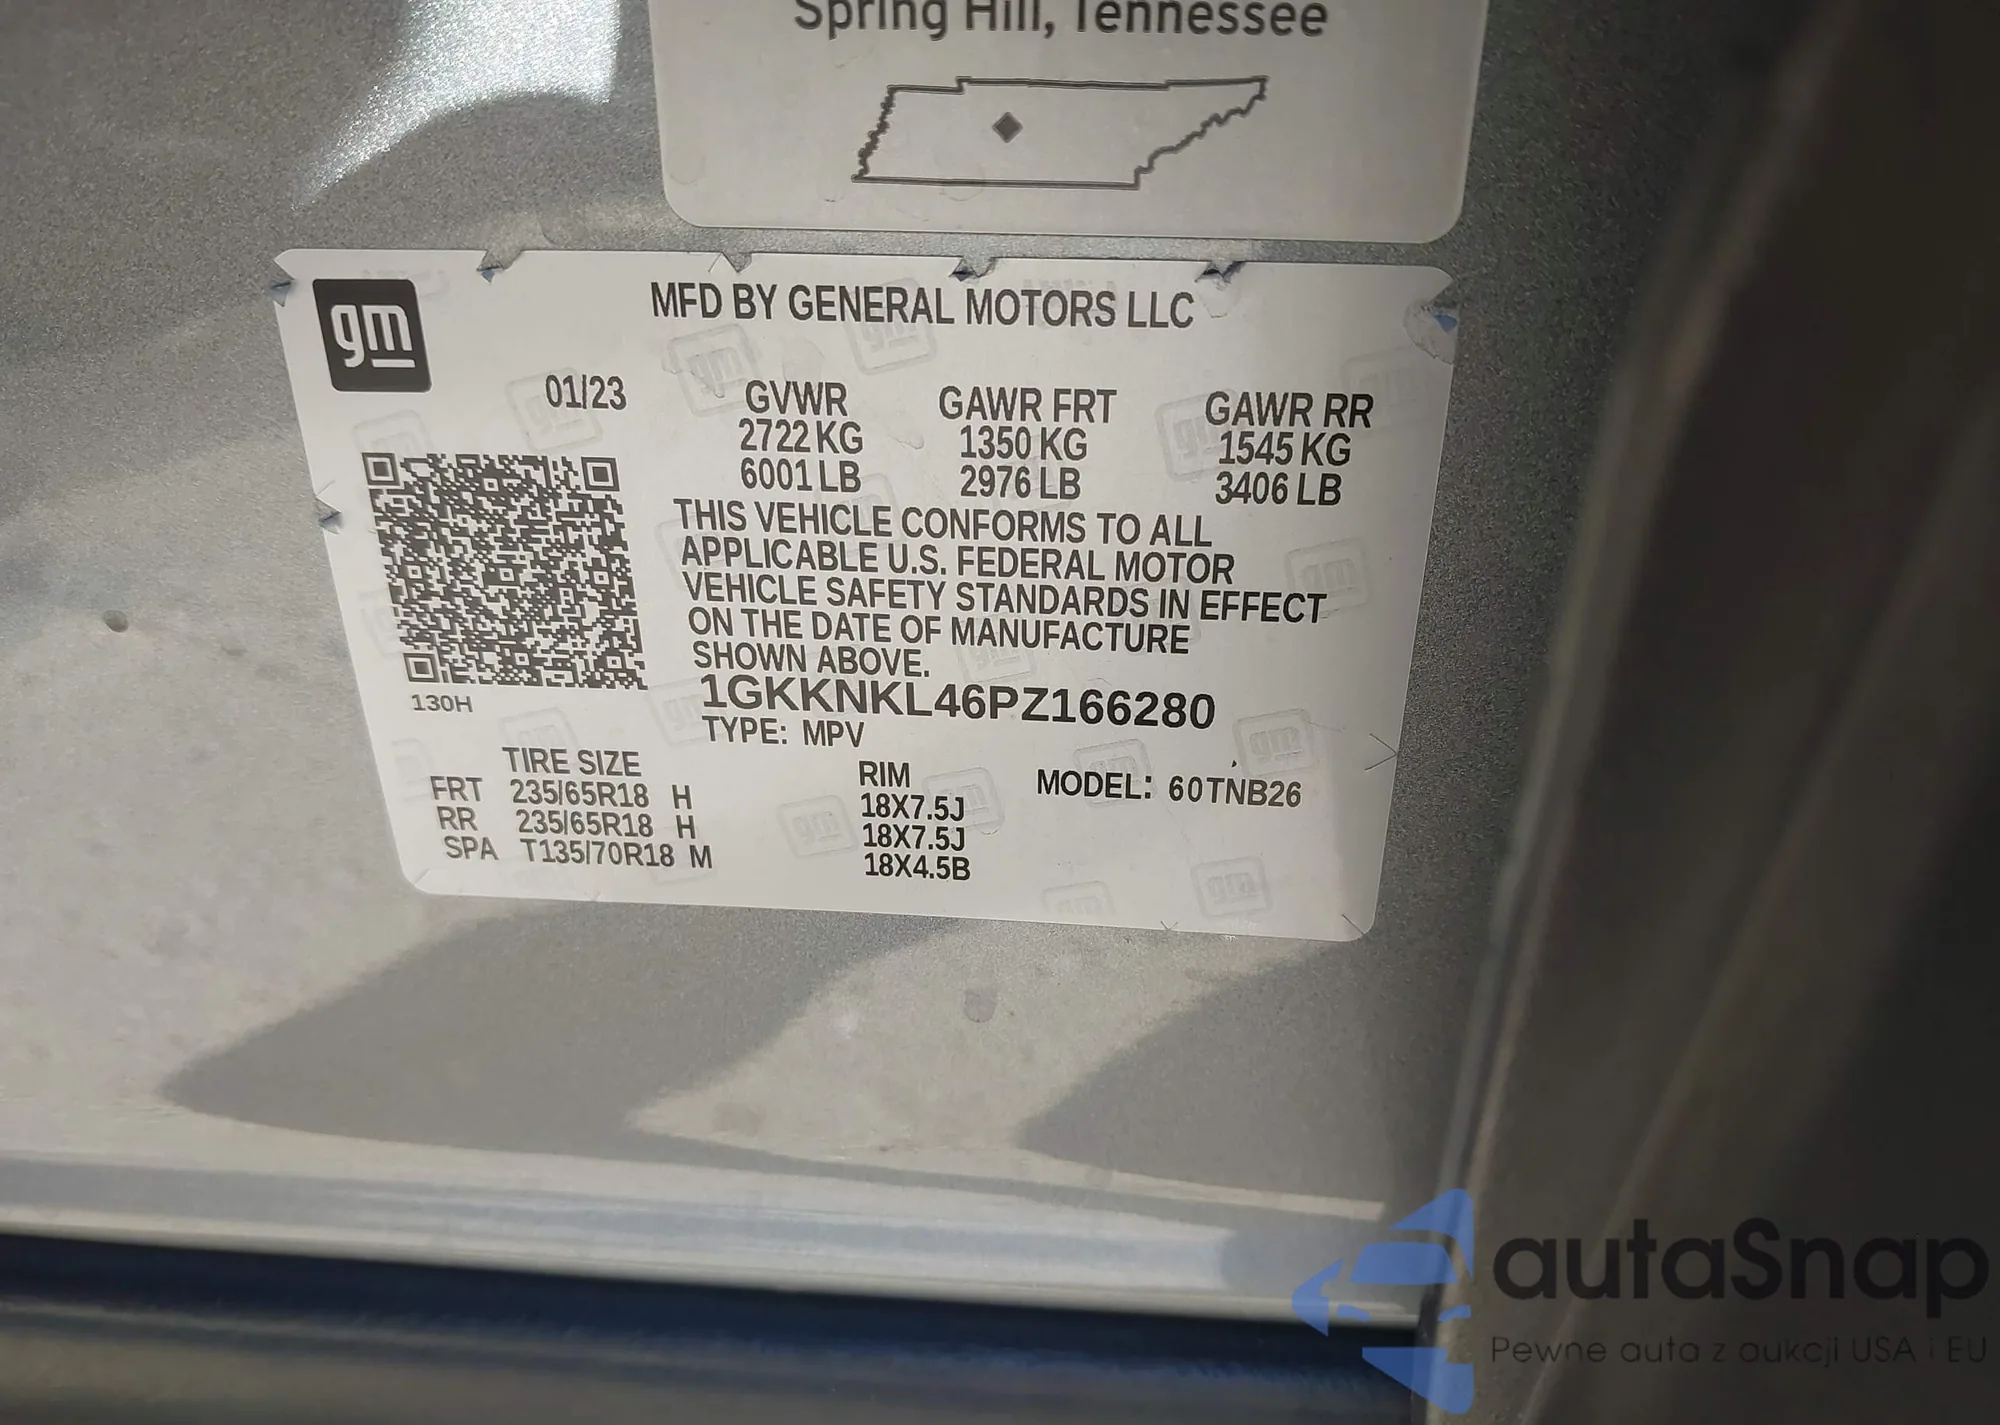 Spring Hill, Tennessee
gm
MFD BY GENERAL MOTORS LLC
01/23
GVWR
2722 KG
6001 LB
GAWR FRT
1350 KG
2976 LB
GAWR RR
1545 KG
3406 LB
THIS VEHICLE CONFORMS TO ALL
APPLICABLE U.S. FEDERAL MOTOR
VEHICLE SAFETY STANDARDS IN EFFECT
ON THE DATE OF MANUFACTURE
SHOWN ABOVE.
1GKKNKL46PZ166280
TYPE: MPV
130H
TIRE SIZE
RIM
MODEL: 60TNB26
FRT 235/65R18 H 18X7.5J
RR 235/65R18 H 18X7.5J
SPA T135/70R18 M 18X4.5B
autaSnap
Pewne auta z aukcji USA i EU